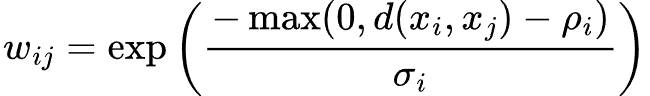 w_{ij} = \exp\left(\frac{-\max(0, d(x_i, x_j) - \rho_i)}{\sigma_i}\right)